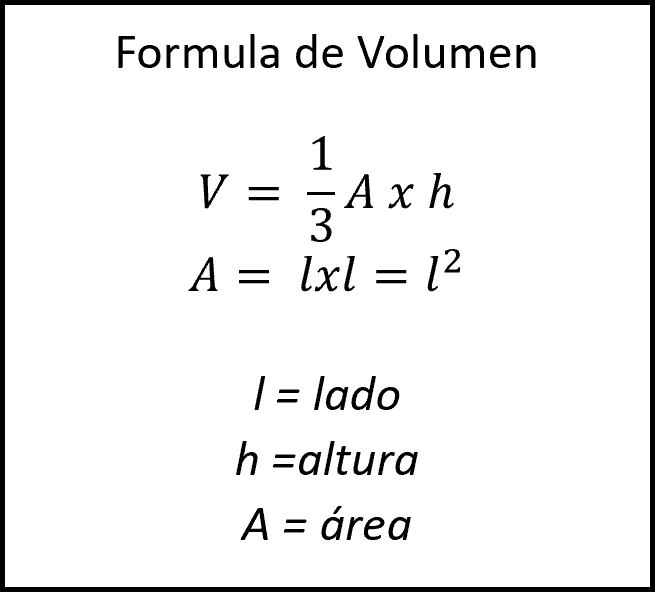 Formula de Volumen
V = 1/3 A x h
A = lxl = l²
l = lado
h =altura
A = área